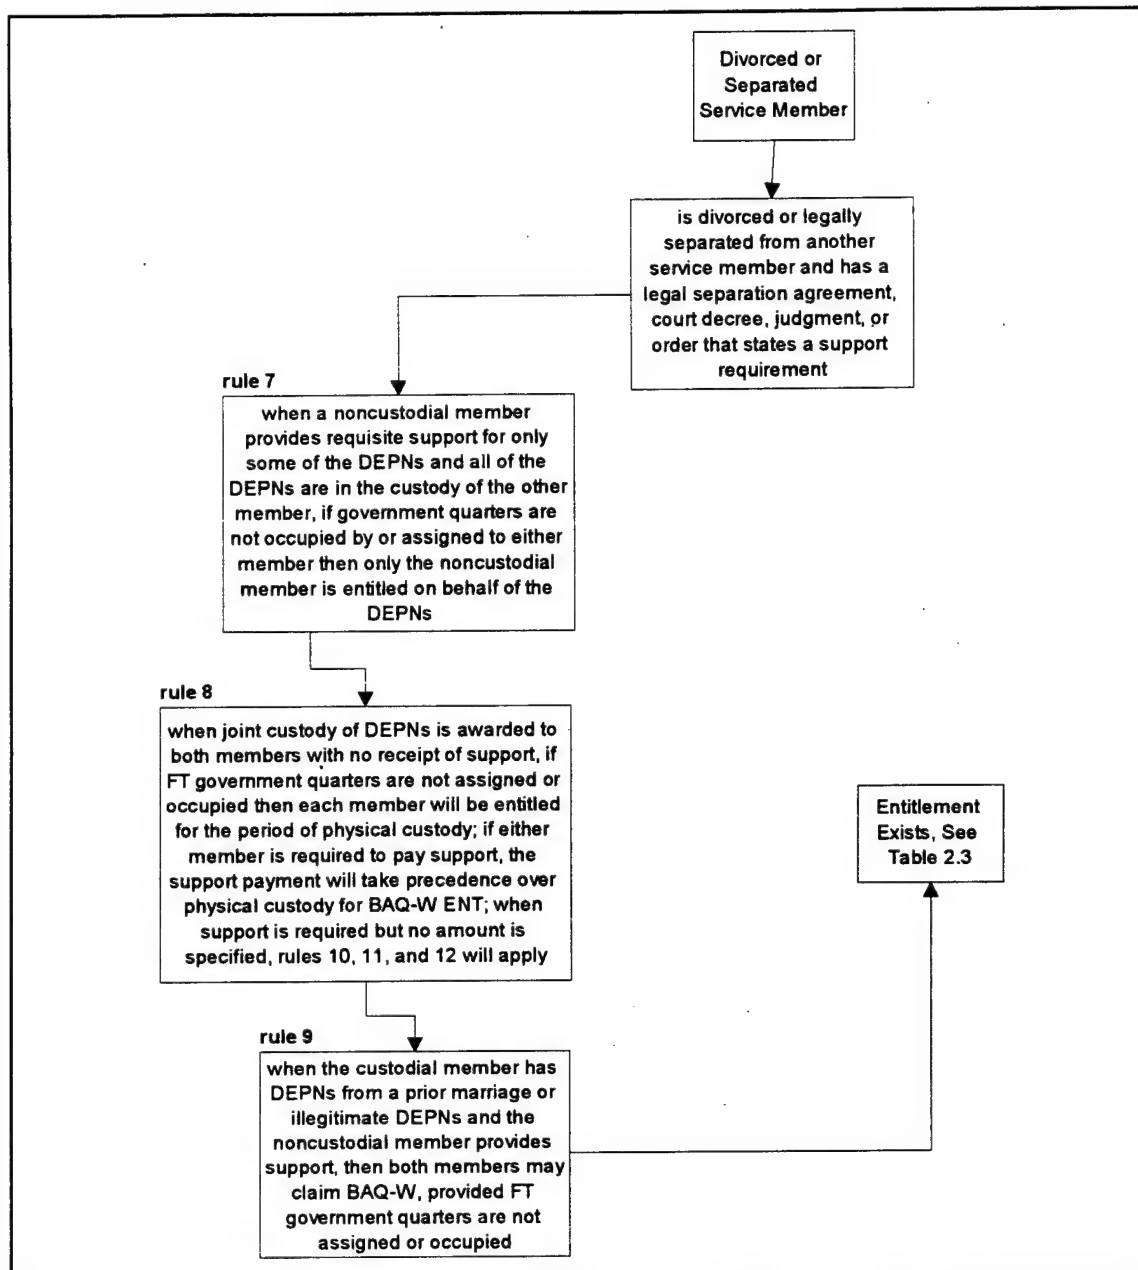 Divorced or
Separated
Service Member
is divorced or legally
separated from another
service member and has a
legal separation agreement,
court decree, judgment, or
order that states a support
requirement
rule 7
when a noncustodial member
provides requisite support for only
some of the DEPNs and all of the
DEPNs are in the custody of the other
member, if government quarters are
not occupied by or assigned to either
member then only the noncustodial
member is entitled on behalf of the
DEPNs
rule 8
when joint custody of DEPNs is awarded to
both members with no receipt of support, if
FT government quarters are not assigned or
occupied then each member will be entitled
for the period of physical custody; if either
member is required to pay support, the
support payment will take precedence over
physical custody for BAQ-W ENT; when
support is required but no amount is
specified, rules 10, 11, and 12 will apply
Entitlement
Exists, See
Table 2.3
rule 9
when the custodial member has
DEPNs from a prior marriage or
illegitimate DEPNs and the
noncustodial member provides
support, then both members may
claim BAQ-W, provided FT
government quarters are not
assigned or occupied